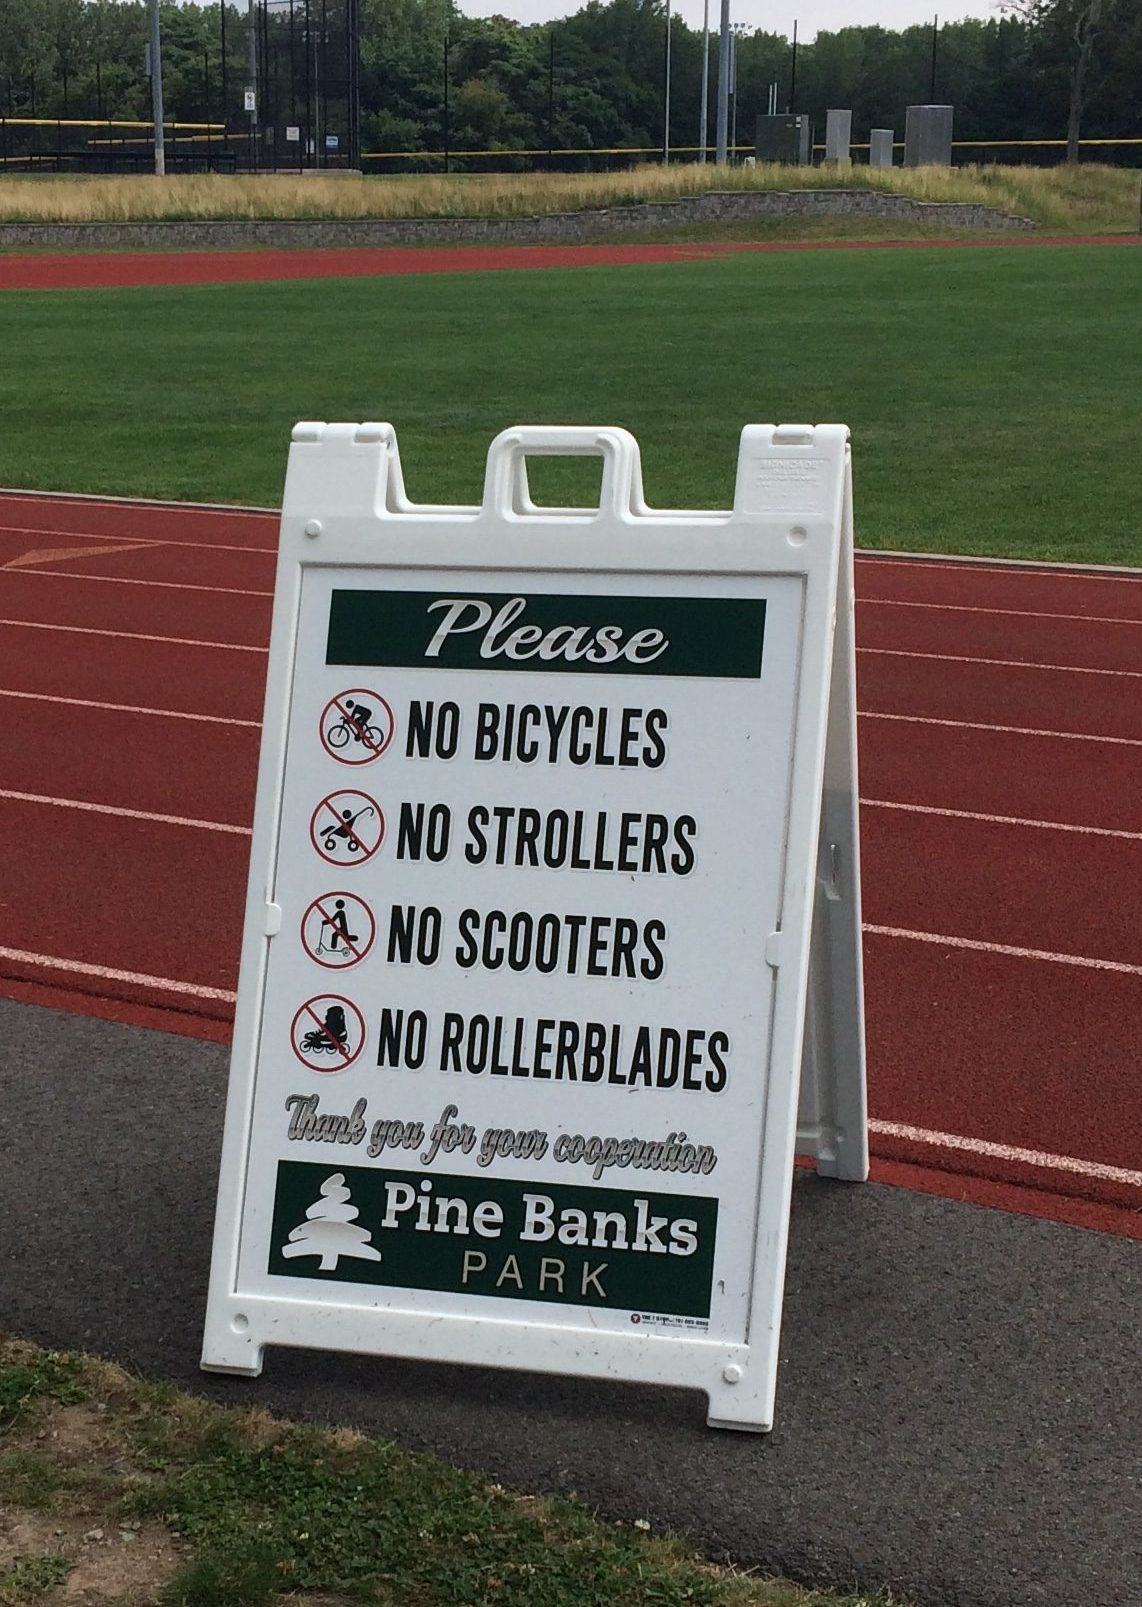 Please
NO BICYCLES
NO STROLLERS
NO SCOOTERS
NO ROLLERBLADES
Thank you for your cooperation
Pine Banks
PARK